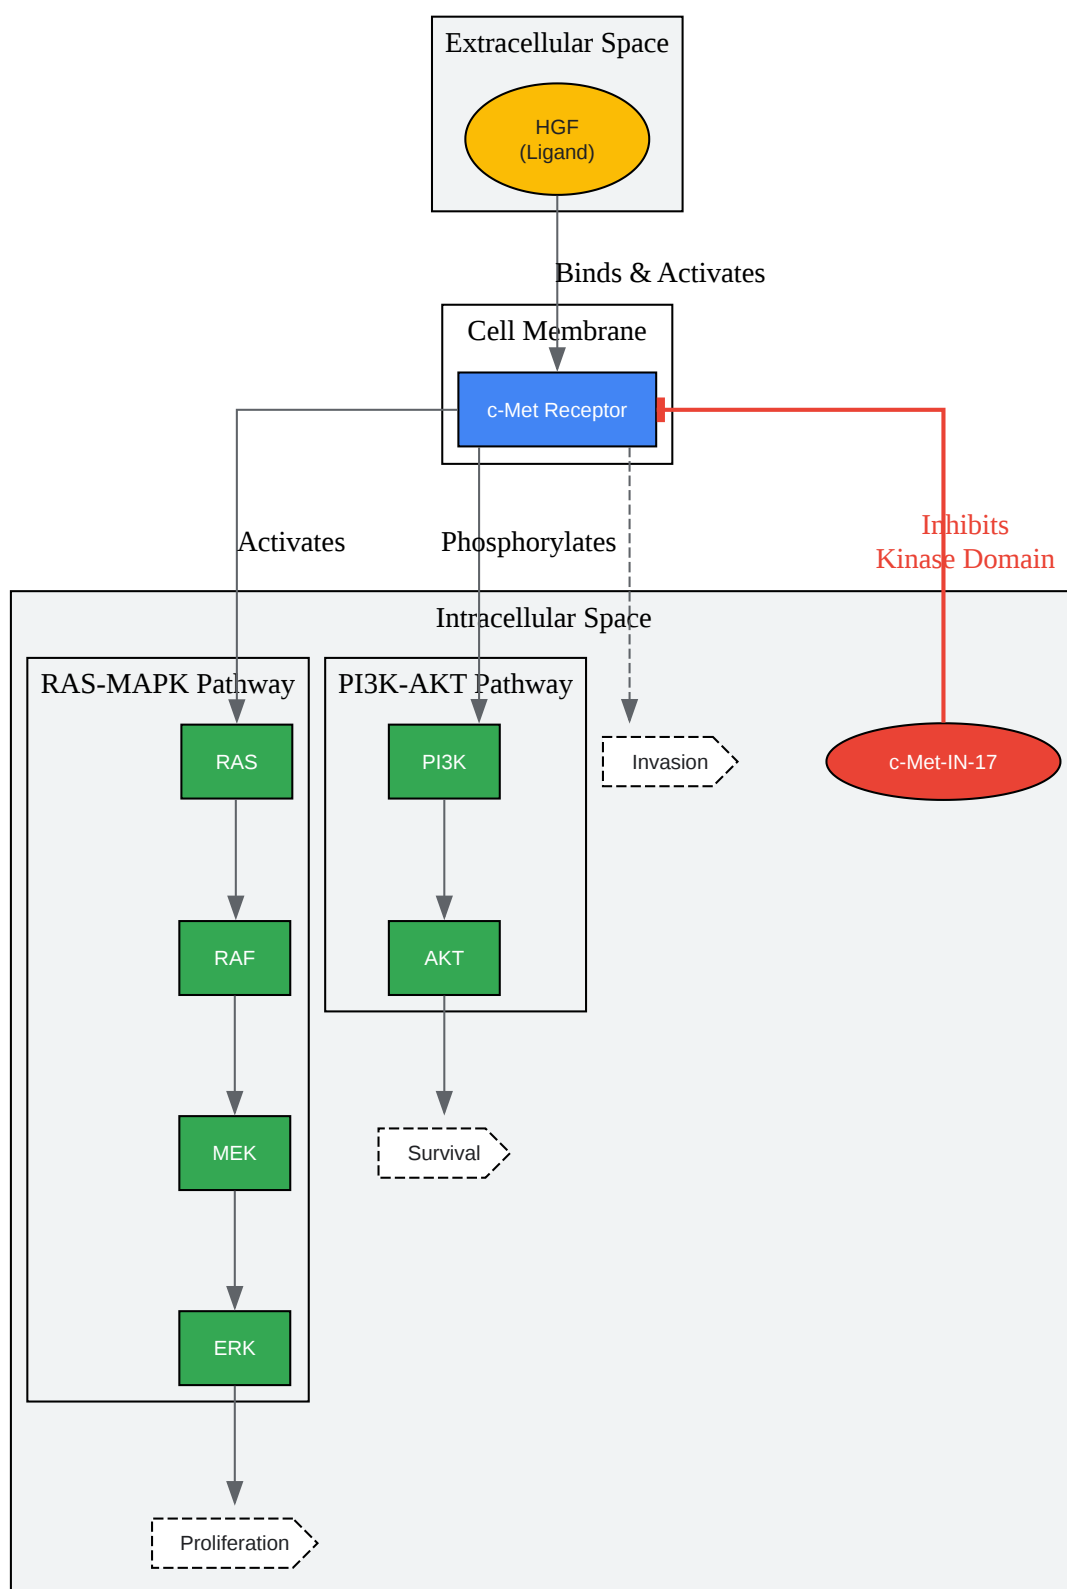 Extracellular Space
HGF
(Ligand)
Binds & Activates
Cell Membrane
c-Met Receptor
Activates
Phosphorylates
Inhibits
Kinase Domain
Intracellular Space
RAS-MAPK Pathway
PI3K-AKT Pathway
RAS
PI3K
Invasion
c-Met-IN-17
RAF
AKT
MEK
Survival
ERK
Proliferation